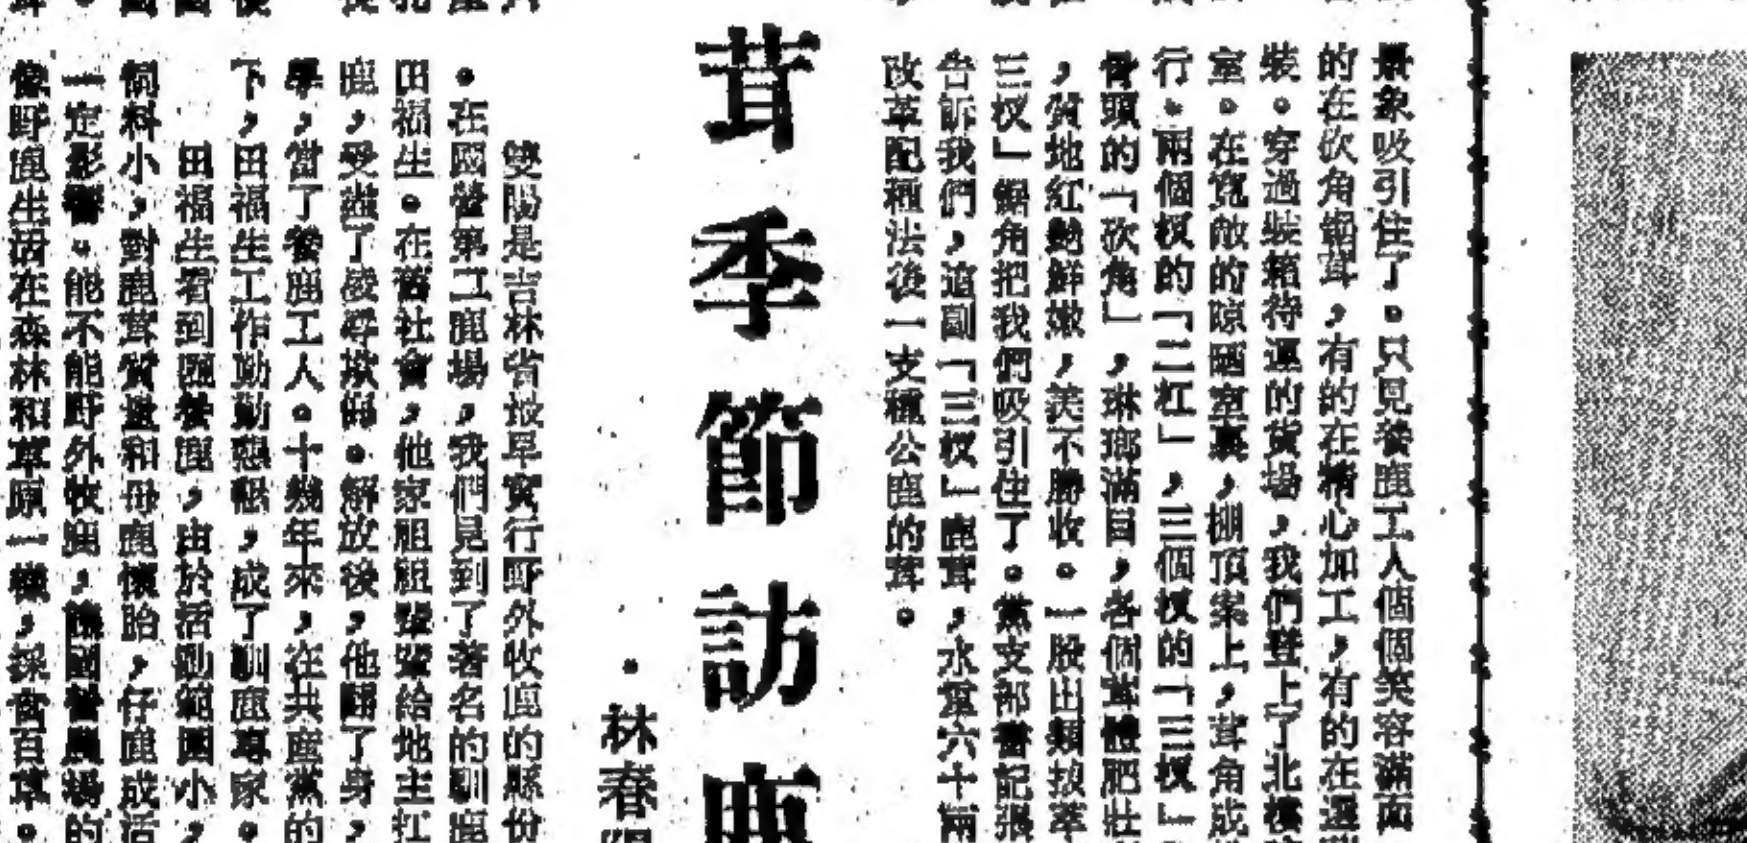 景象吸引住了。只見養鹿工人個個笑容滿面
的在砍角鋸茸,有的在精心加工,有的在
裝。穿過裝箱待運的貨場,我們登上了北樓
室。在寬敞的晾曬室裏,棚頂案上,茸角成
行。兩個杈的「二杠」,三個杈的「三杈」
骨頭的「砍角」,琳瑯滿目,各個茸體肥壯
,質地紅艷鮮嫩,美不勝收。一股出類拔萃
三杈」鋸角把我們吸引住了。黨支部書記張
告訴我們,這副「三杈」鹿茸,水重六十兩
改革配種法後一支種公鹿的茸。
茸季節訪鹿
·林春陽
雙陽是吉林省最早實行野外牧鹿的縣份
。在國營第二鹿場,我們見到了著名的馴鹿
田福生。在舊社會,他家祖祖輩輩給地主扛
鹿,受盡了凌辱欺侮。解放後,他翻了身,
學,當了養鹿工人。十幾年來,在共產黨的
下,田福生工作勤勤懇懇,成了馴鹿專家。
田福生看到圈養鹿,由於活動範圍小,
飼料小,對鹿茸質量和母鹿懷胎,仔鹿成活
一定影響。能不能野外牧鹿,讓國營農場的
像野鹿生活在森林和草原一樣,採食百草。